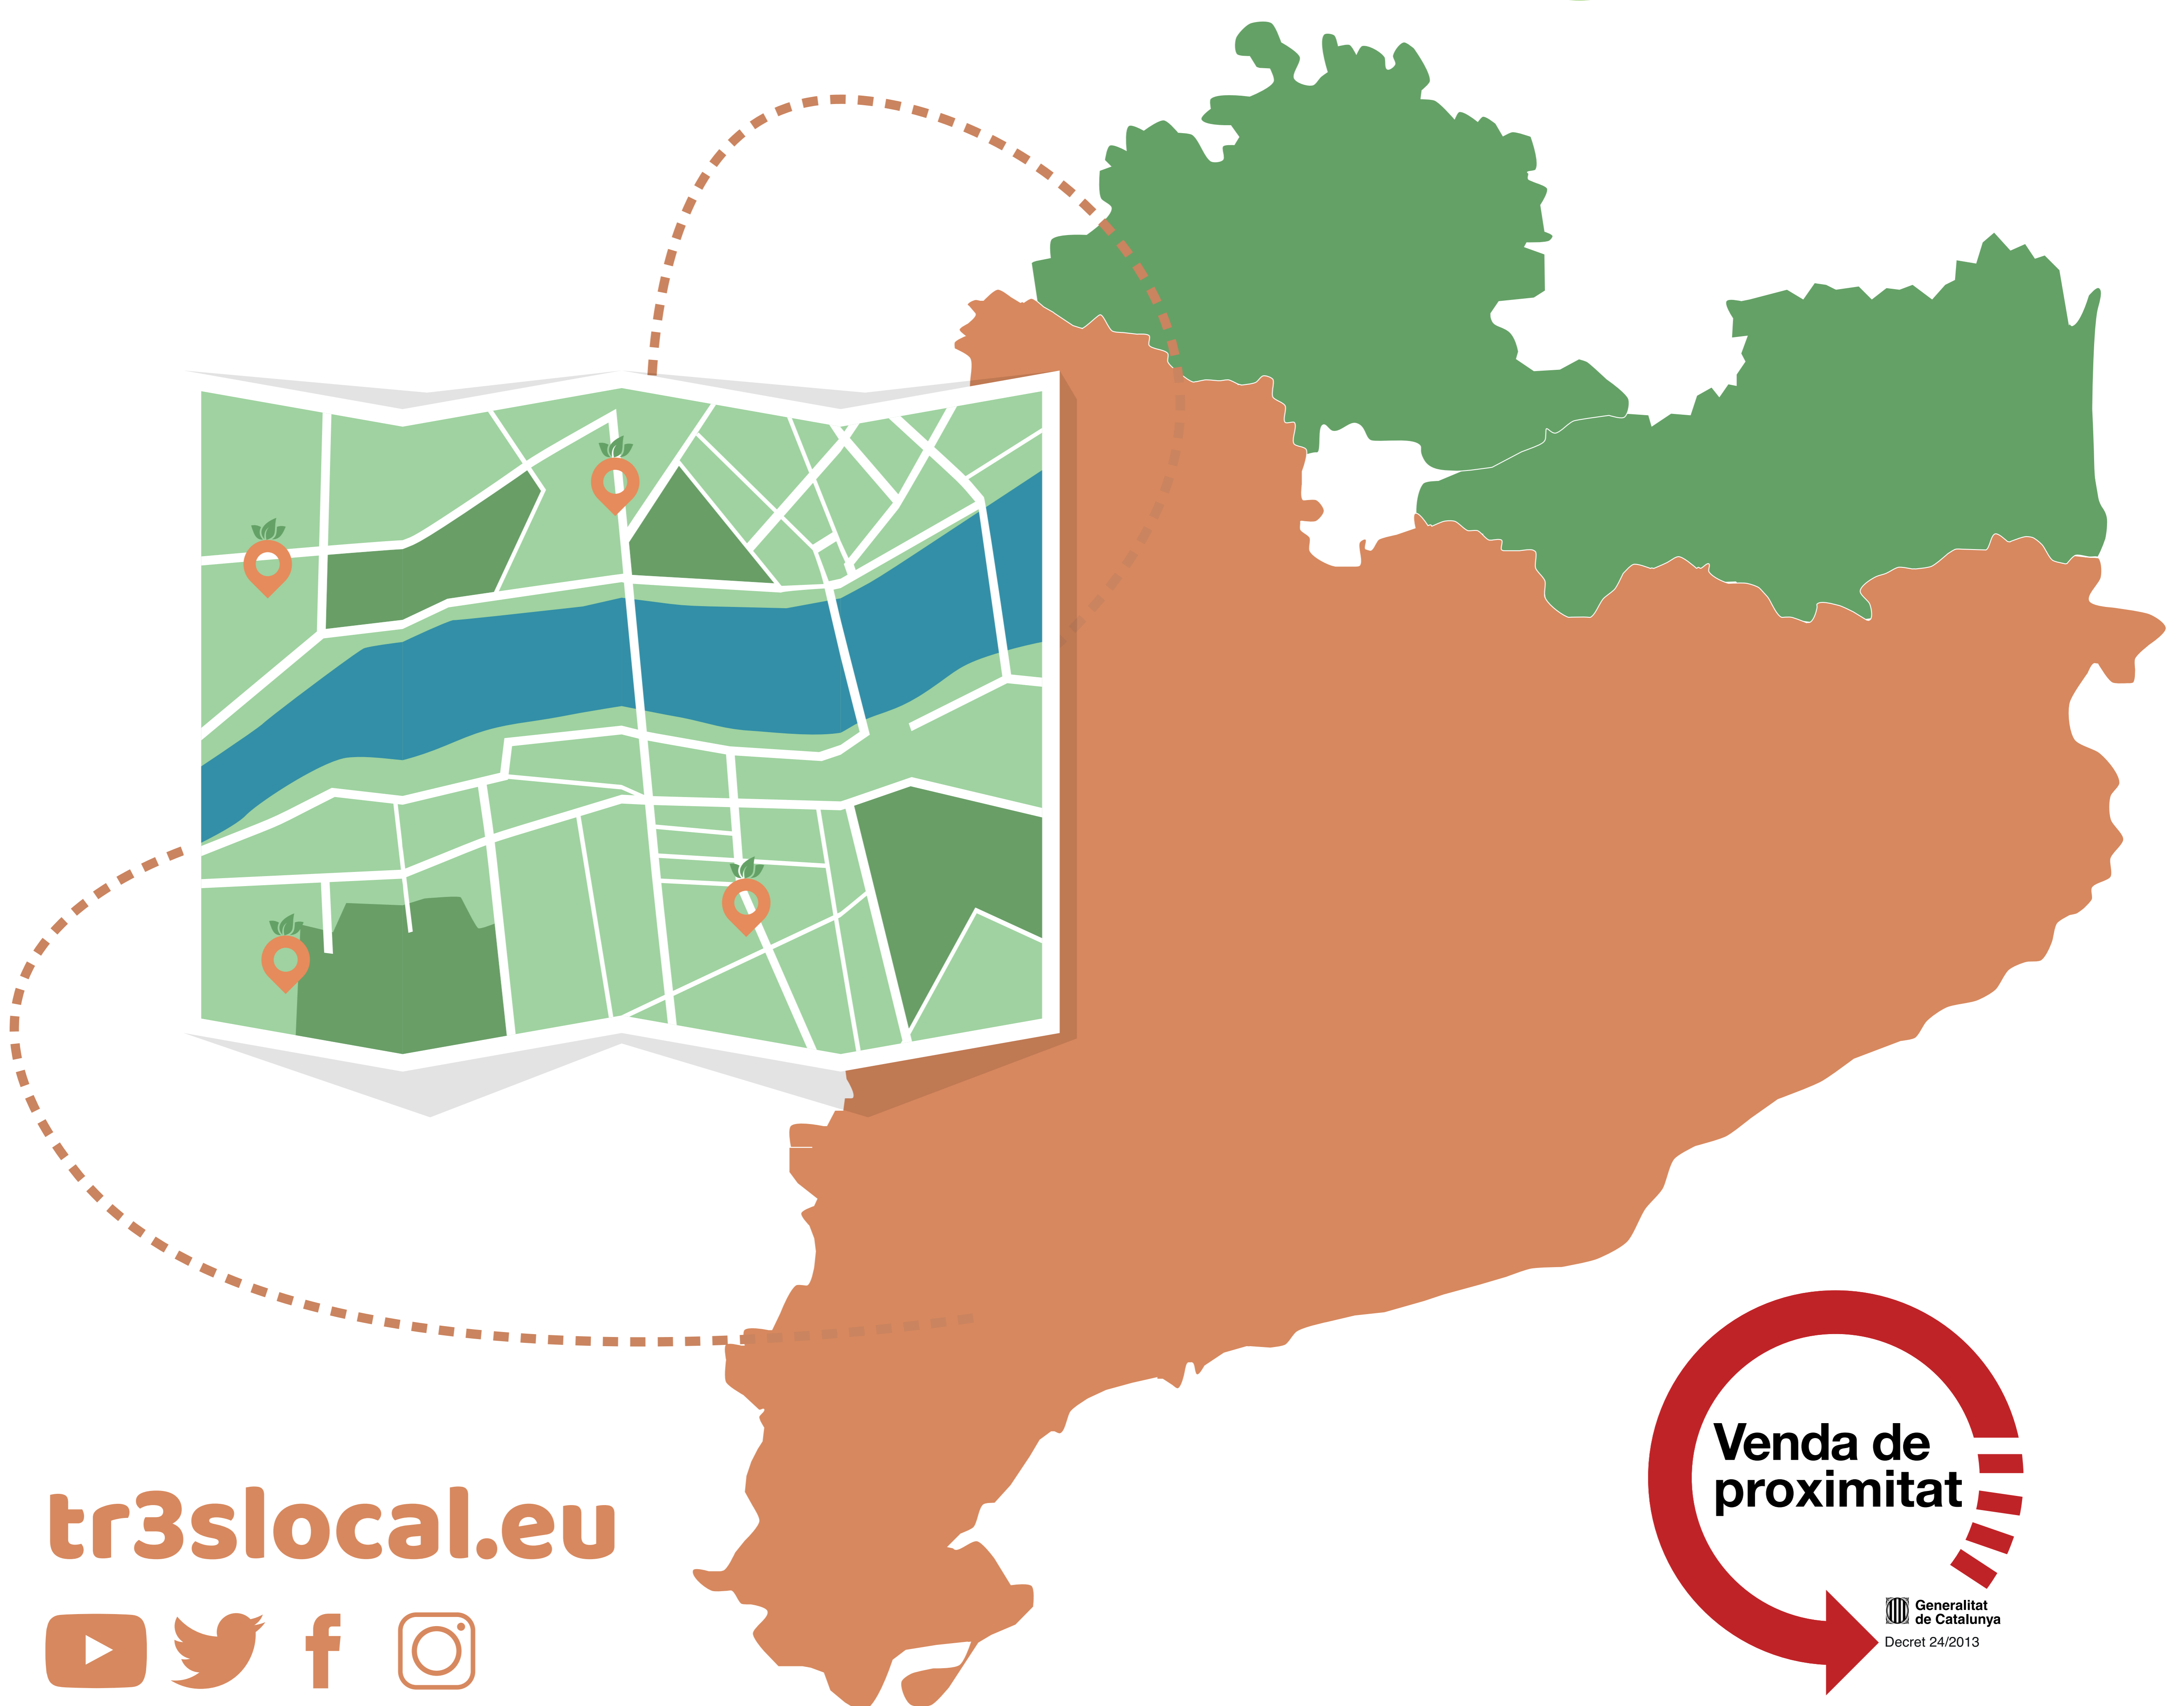 Venda de
proximitat
tr3slocal.eu
Generalitat
de Catalunya
Decret 24/2013